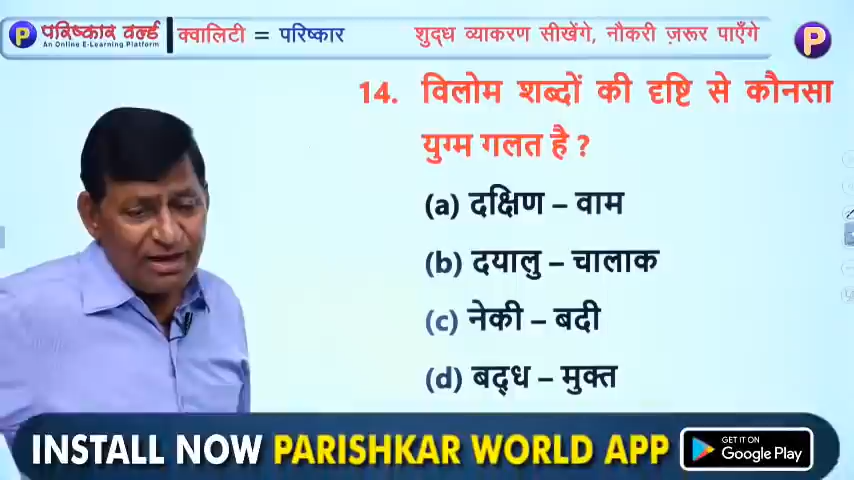 P परिष्कार वर्ल्ड
An Online E-Learning Platform
क्वालिटी = परिष्कार
शुद्ध व्याकरण सीखेंगे, नौकरी ज़रूर पाएँगे
P
14. विलोम शब्दों की दृष्टि से कौनसा
युग्म गलत है ?
(a) दक्षिण – वाम
(b) दयालु – चालाक
(c) नेकी – बदी
(d) बद्ध – मुक्त
INSTALL NOW PARISHKAR WORLD APP
GET IT ON
Google Play